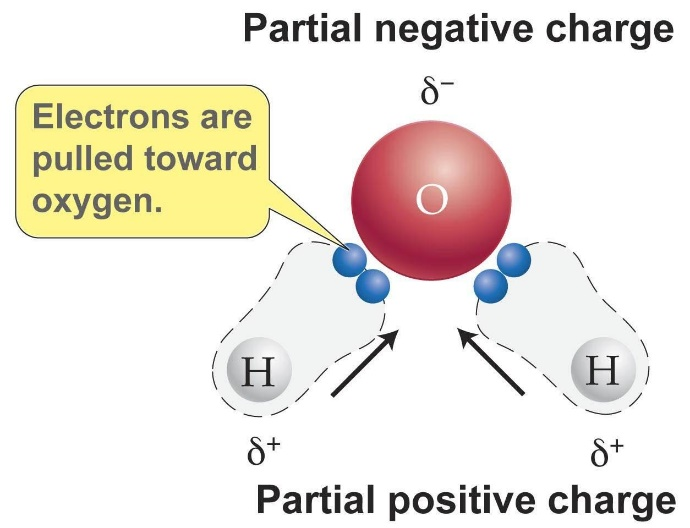 Partial negative charge
δ⁻
Electrons are
pulled toward
oxygen.
O
H
H
δ⁺
δ⁺
Partial positive charge